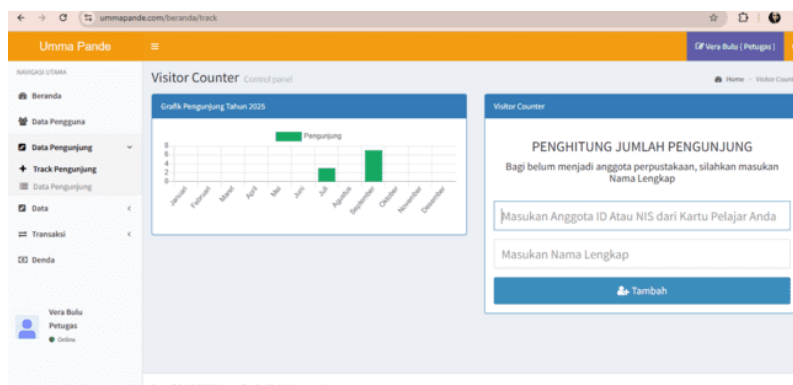 ummapande.com/beranda/track
Umma Pande
Vera Bulu ( Petugas )
NAVIGASI UTAMA
Beranda
Data Pengguna
Data Pengunjung
Track Pengunjung
Data Pengunjung
Data
Transaksi
Denda
Vera Bulu
Petugas
Online
Visitor Counter Control panel
Home
Visitor Count
Grafik Pengunjung Tahun 2025
Pengunjung
8
6
4
2
0
Januari Februari Maret April Mei Juni Juli Agustus September Oktober November Desember
Visitor Counter
PENGHITUNG JUMLAH PENGUNJUNG
Bagi belum menjadi anggota perpustakaan, silahkan masukan
Nama Lengkap
Masukan Anggota ID Atau NIS dari Kartu Pelajar Anda
Masukan Nama Lengkap
Tambah